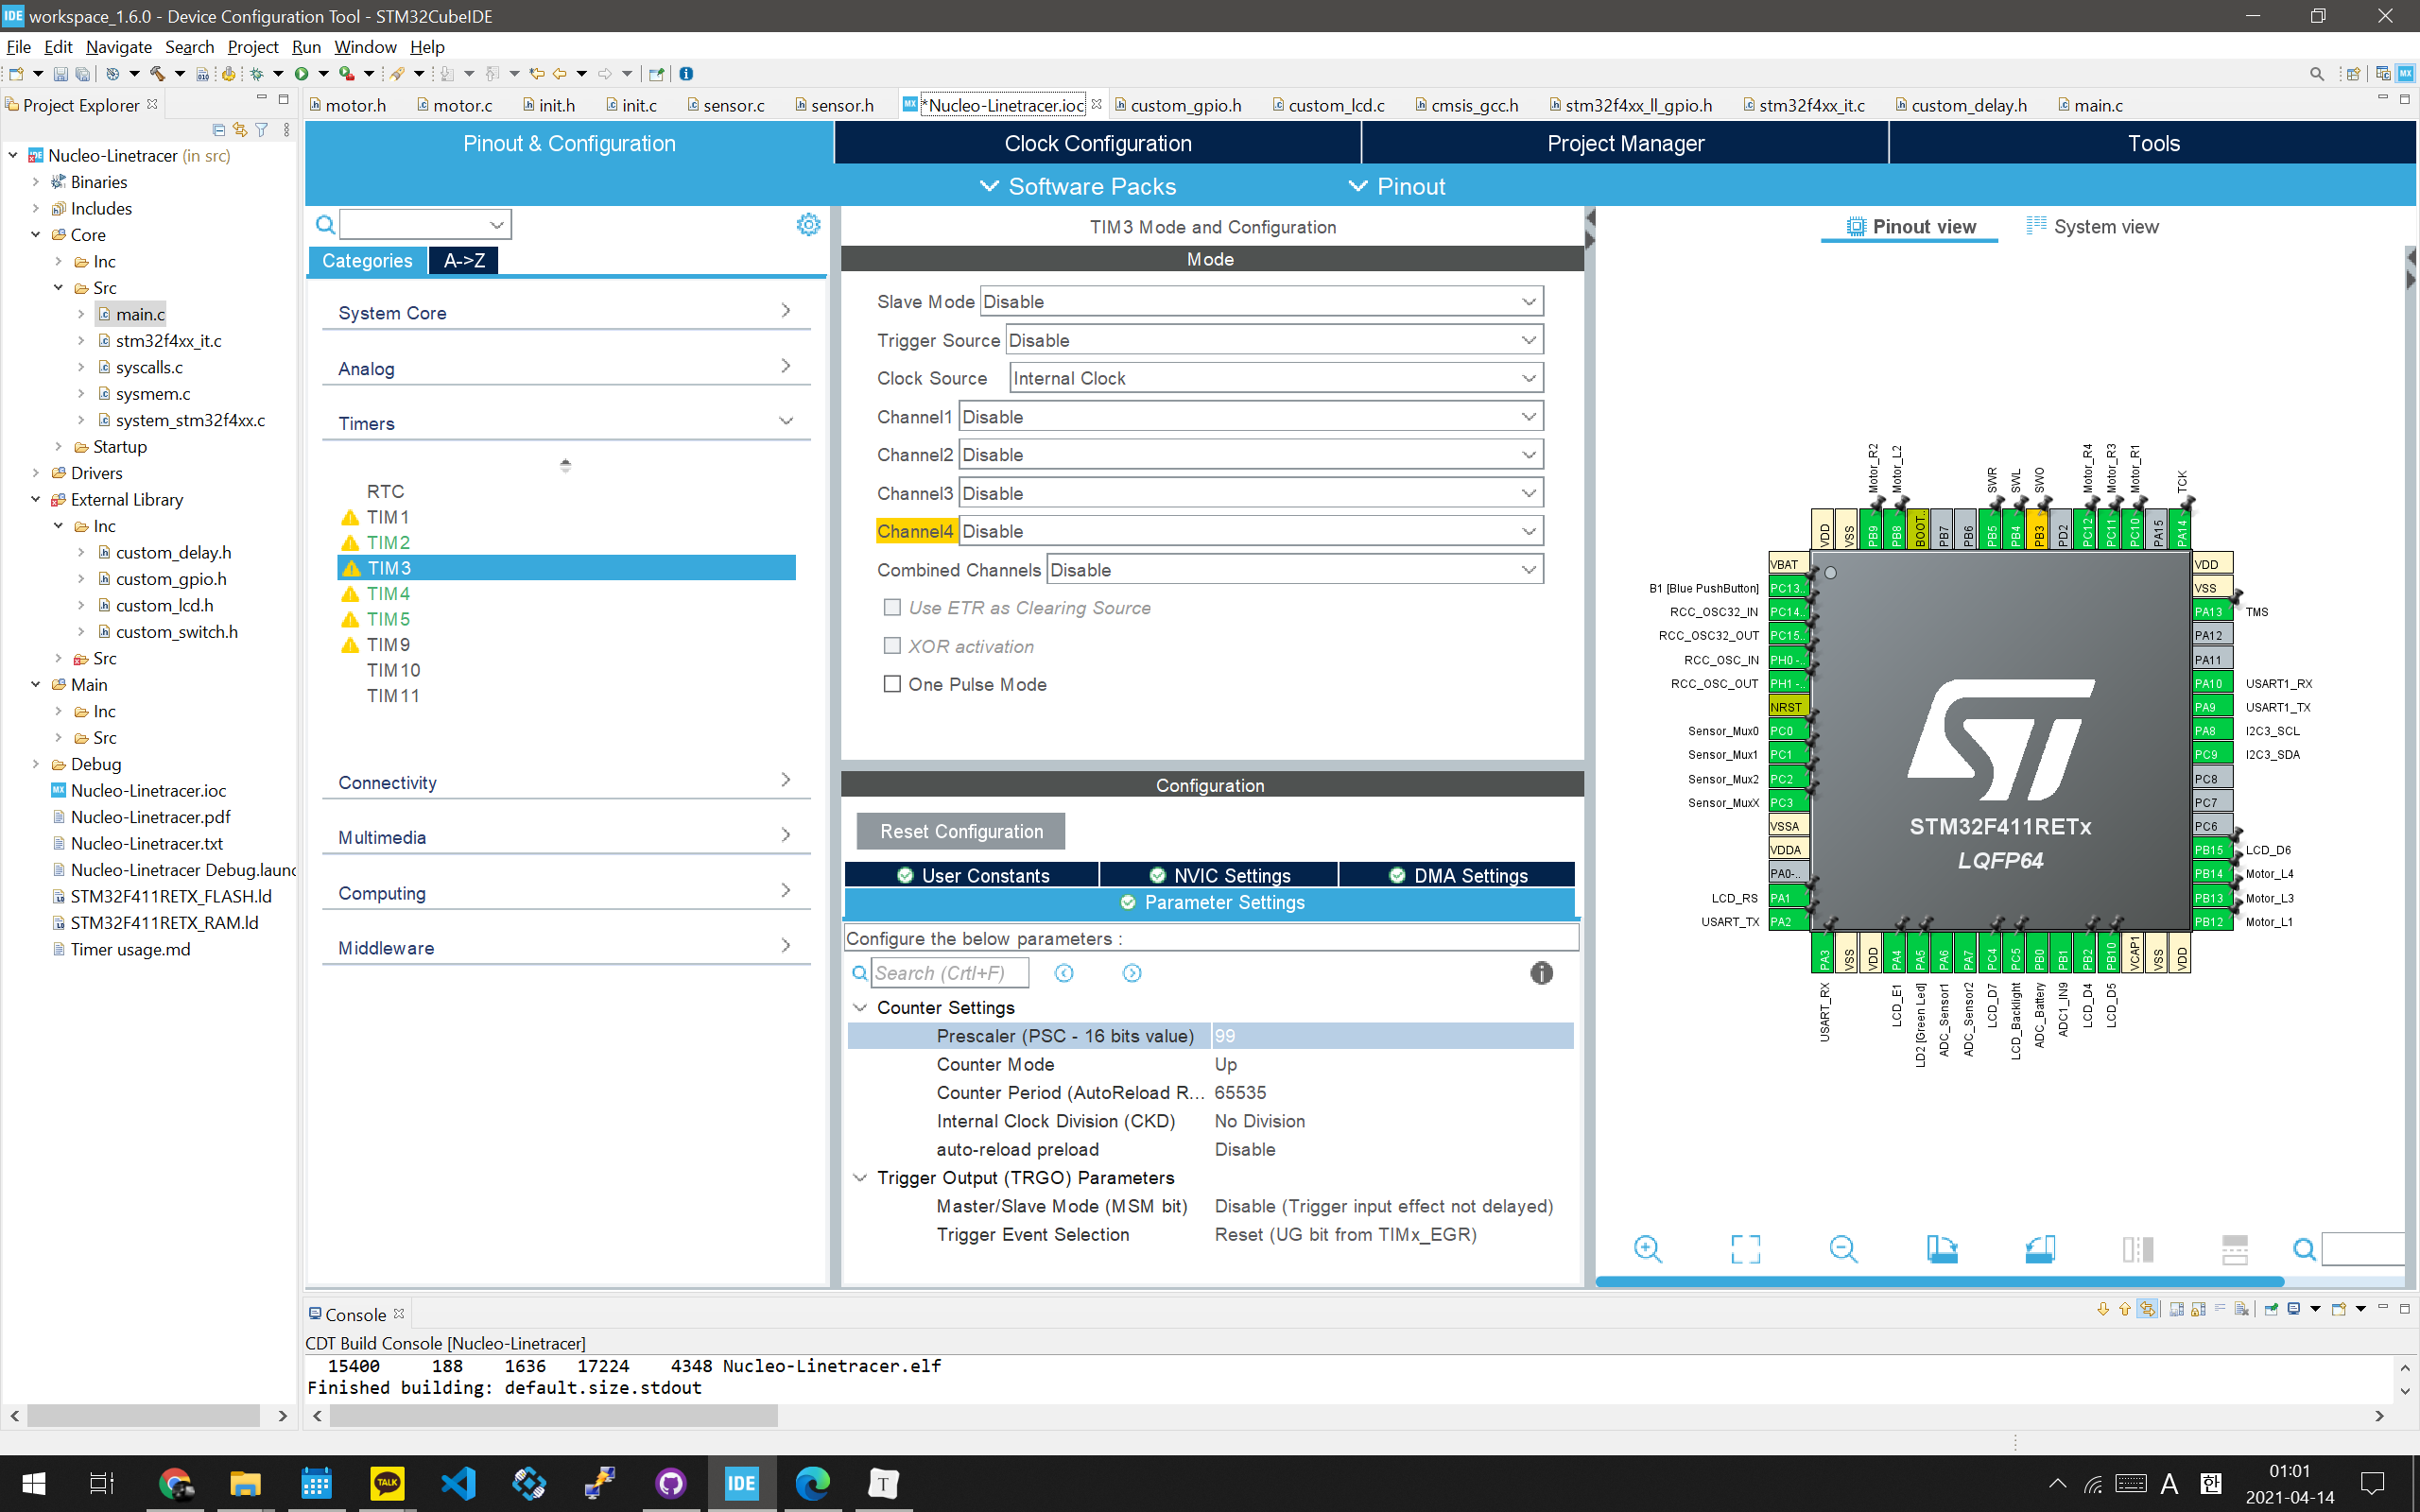 IDE workspace_1.6.0 - Device Configuration Tool - STM32CubeIDE
File Edit Navigate Search Project Run Window Help
Project Explorer
motor.h motor.c init.h init.c sensor.c sensor.h MX *Nucleo-Linetracer.ioc custom_gpio.h custom_lcd.c cmsis_gcc.h stm32f4xx_ll_gpio.h stm32f4xx_it.c custom_delay.h main.c
Nucleo-Linetracer (in src)
Binaries
Includes
Core
Inc
Src
main.c
stm32f4xx_it.c
syscalls.c
sysmem.c
system_stm32f4xx.c
Startup
Drivers
External Library
Inc
custom_delay.h
custom_gpio.h
custom_lcd.h
custom_switch.h
Src
Main
Inc
Src
Debug
MX Nucleo-Linetracer.ioc
Nucleo-Linetracer.pdf
Nucleo-Linetracer.txt
Nucleo-Linetracer Debug.launc
STM32F411RETX_FLASH.ld
STM32F411RETX_RAM.ld
Timer usage.md
Pinout & Configuration
Clock Configuration
Project Manager
Tools
Software Packs
Pinout
Categories
A->Z
System Core
Analog
Timers
RTC
TIM1
TIM2
TIM3
TIM4
TIM5
TIM9
TIM10
TIM11
Connectivity
Multimedia
Computing
Middleware
TIM3 Mode and Configuration
Mode
Slave Mode Disable
Trigger Source Disable
Clock Source Internal Clock
Channel1 Disable
Channel2 Disable
Channel3 Disable
Channel4 Disable
Combined Channels Disable
Use ETR as Clearing Source
XOR activation
One Pulse Mode
Configuration
Reset Configuration
User Constants
NVIC Settings
DMA Settings
Parameter Settings
Configure the below parameters :
Search (Crtl+F)
Counter Settings
Prescaler (PSC - 16 bits value) 99
Counter Mode Up
Counter Period (AutoReload R... 65535
Internal Clock Division (CKD) No Division
auto-reload preload Disable
Trigger Output (TRGO) Parameters
Master/Slave Mode (MSM bit) Disable (Trigger input effect not delayed)
Trigger Event Selection Reset (UG bit from TIMx_EGR)
Pinout view
System view
Motor_R2 Motor_L2 SWR SWL SWO Motor_R4 Motor_R3 Motor_R1 TCK
VDD VSS PB9 PB8 BOOT.. PB7 PB6 PB5 PB4 PB3 PD2 PC12 PC11 PC10 PA15 PA14
VBAT VDD
B1 [Blue PushButton] PC13.. VSS
RCC_OSC32_IN PC14.. PA13 TMS
RCC_OSC32_OUT PC15.. PA12
RCC_OSC_IN PH0 -.. PA11
RCC_OSC_OUT PH1 -.. PA10 USART1_RX
NRST PA9 USART1_TX
Sensor_Mux0 PC0 PA8 I2C3_SCL
Sensor_Mux1 PC1 PC9 I2C3_SDA
Sensor_Mux2 PC2 PC8
Sensor_MuxX PC3 PC7
VSSA PC6
VDDA PB15 LCD_D6
PA0-.. PB14 Motor_L4
LCD_RS PA1 PB13 Motor_L3
USART_TX PA2 PB12 Motor_L1
ST
STM32F411RETx
LQFP64
PA3 VSS VDD PA4 PA5 PA6 PA7 PC4 PC5 PB0 PB1 PB2 PB10 VCAP1 VSS VDD
USART_RX LCD_E1 LD2 [Green Led] ADC_Sensor1 ADC_Sensor2 LCD_D7 LCD_Backlight ADC_Battery ADC1_IN9 LCD_D4 LCD_D5
Console
CDT Build Console [Nucleo-Linetracer]
15400 188 1636 17224 4348 Nucleo-Linetracer.elf
Finished building: default.size.stdout
TALK
IDE
T
A 한
01:01
2021-04-14